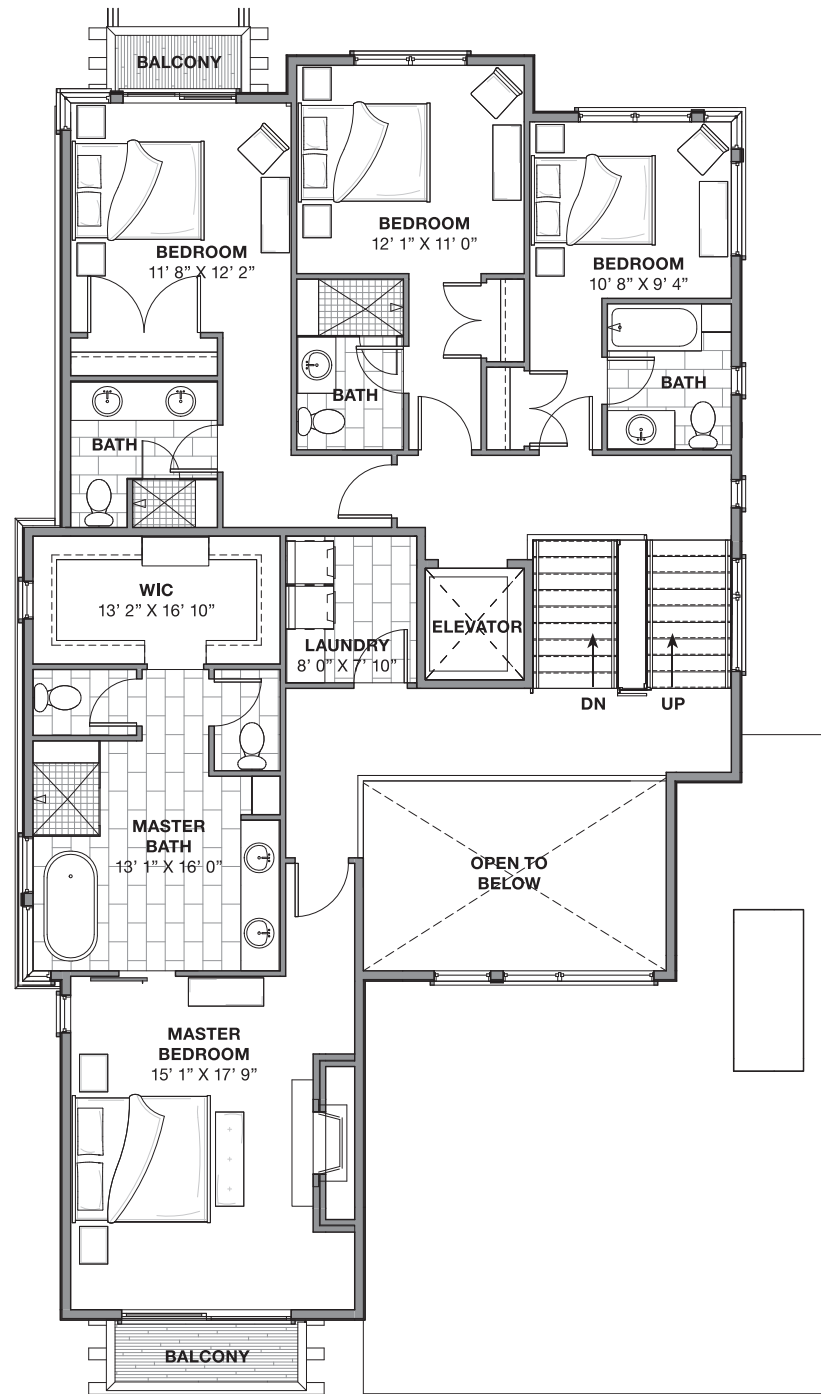 BALCONY
BEDROOM
11’ 8” X 12’ 2”
BEDROOM
12’ 1” X 11’ 0”
BEDROOM
10’ 8” X 9’ 4”
BATH
BATH
BATH
WIC
13’ 2” X 16’ 10”
LAUNDRY
8’ 0” X 7’ 10”
ELEVATOR
DN
UP
MASTER
BATH
13’ 1” X 16’ 0”
OPEN TO
BELOW
MASTER
BEDROOM
15’ 1” X 17’ 9”
BALCONY